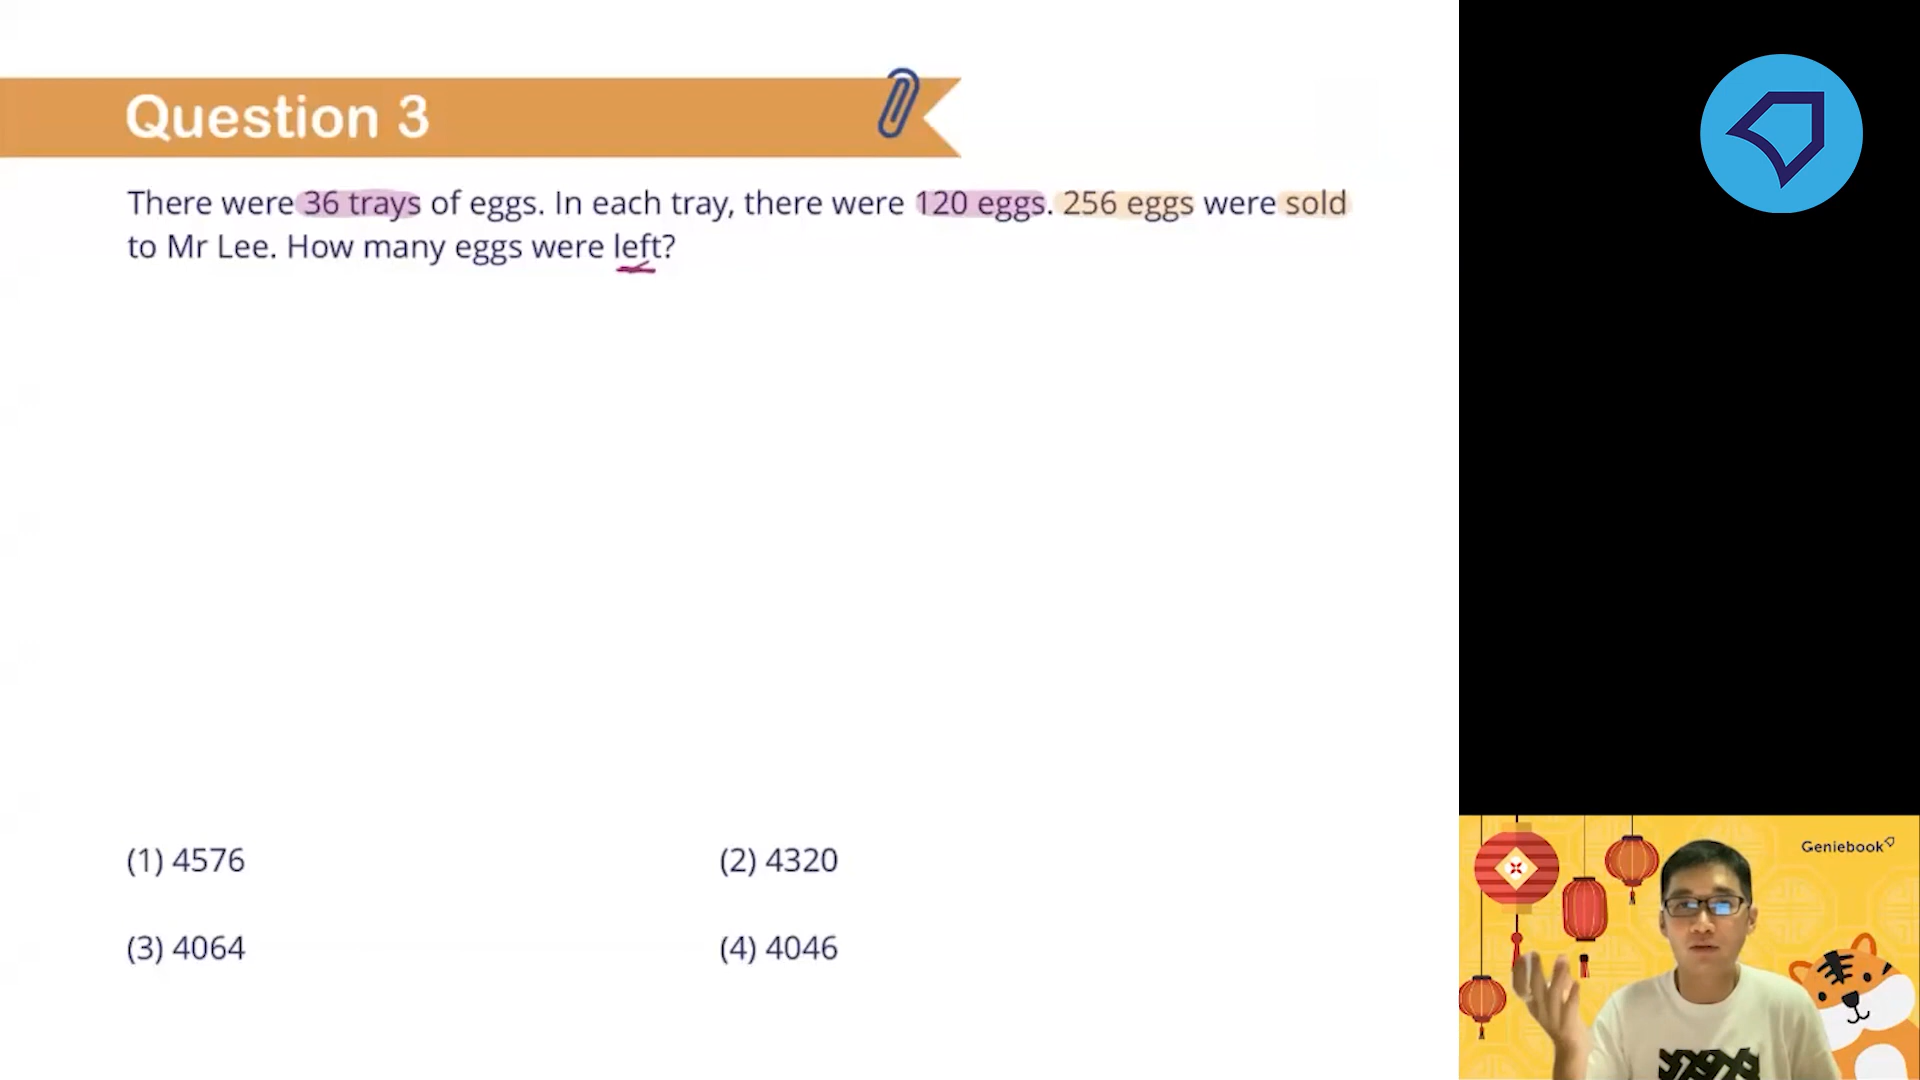 Question 3
There were 36 trays of eggs. In each tray, there were 120 eggs. 256 eggs were sold
to Mr Lee. How many eggs were left?
(1) 4576
(2) 4320
(3) 4064
(4) 4046
Geniebook